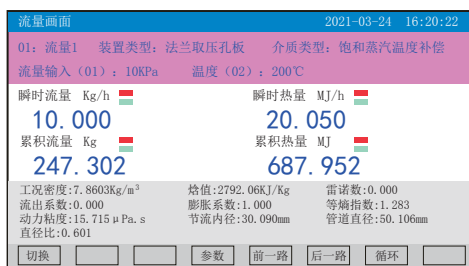 流量画面 2021-03-24 16:20:22
01：流量1 装置类型：法兰取压孔板 介质类型：饱和蒸汽温度补偿
流量输入（01）：10KPa 温度（02）：200℃
瞬时流量 Kg/h 瞬时热量 MJ/h
10.000 20.050
累积流量 Kg 累积热量 MJ
247.302 687.952
工况密度:7.8603Kg/m³ 焓值:2792.06KJ/Kg 雷诺数:0.000
流出系数:0.000 膨胀系数:1.000 等熵指数:1.283
动力粘度:15.715μPa.s 节流内径:30.090mm 管道直径:50.106mm
直径比:0.601
切换 参数 前一路 后一路 循环